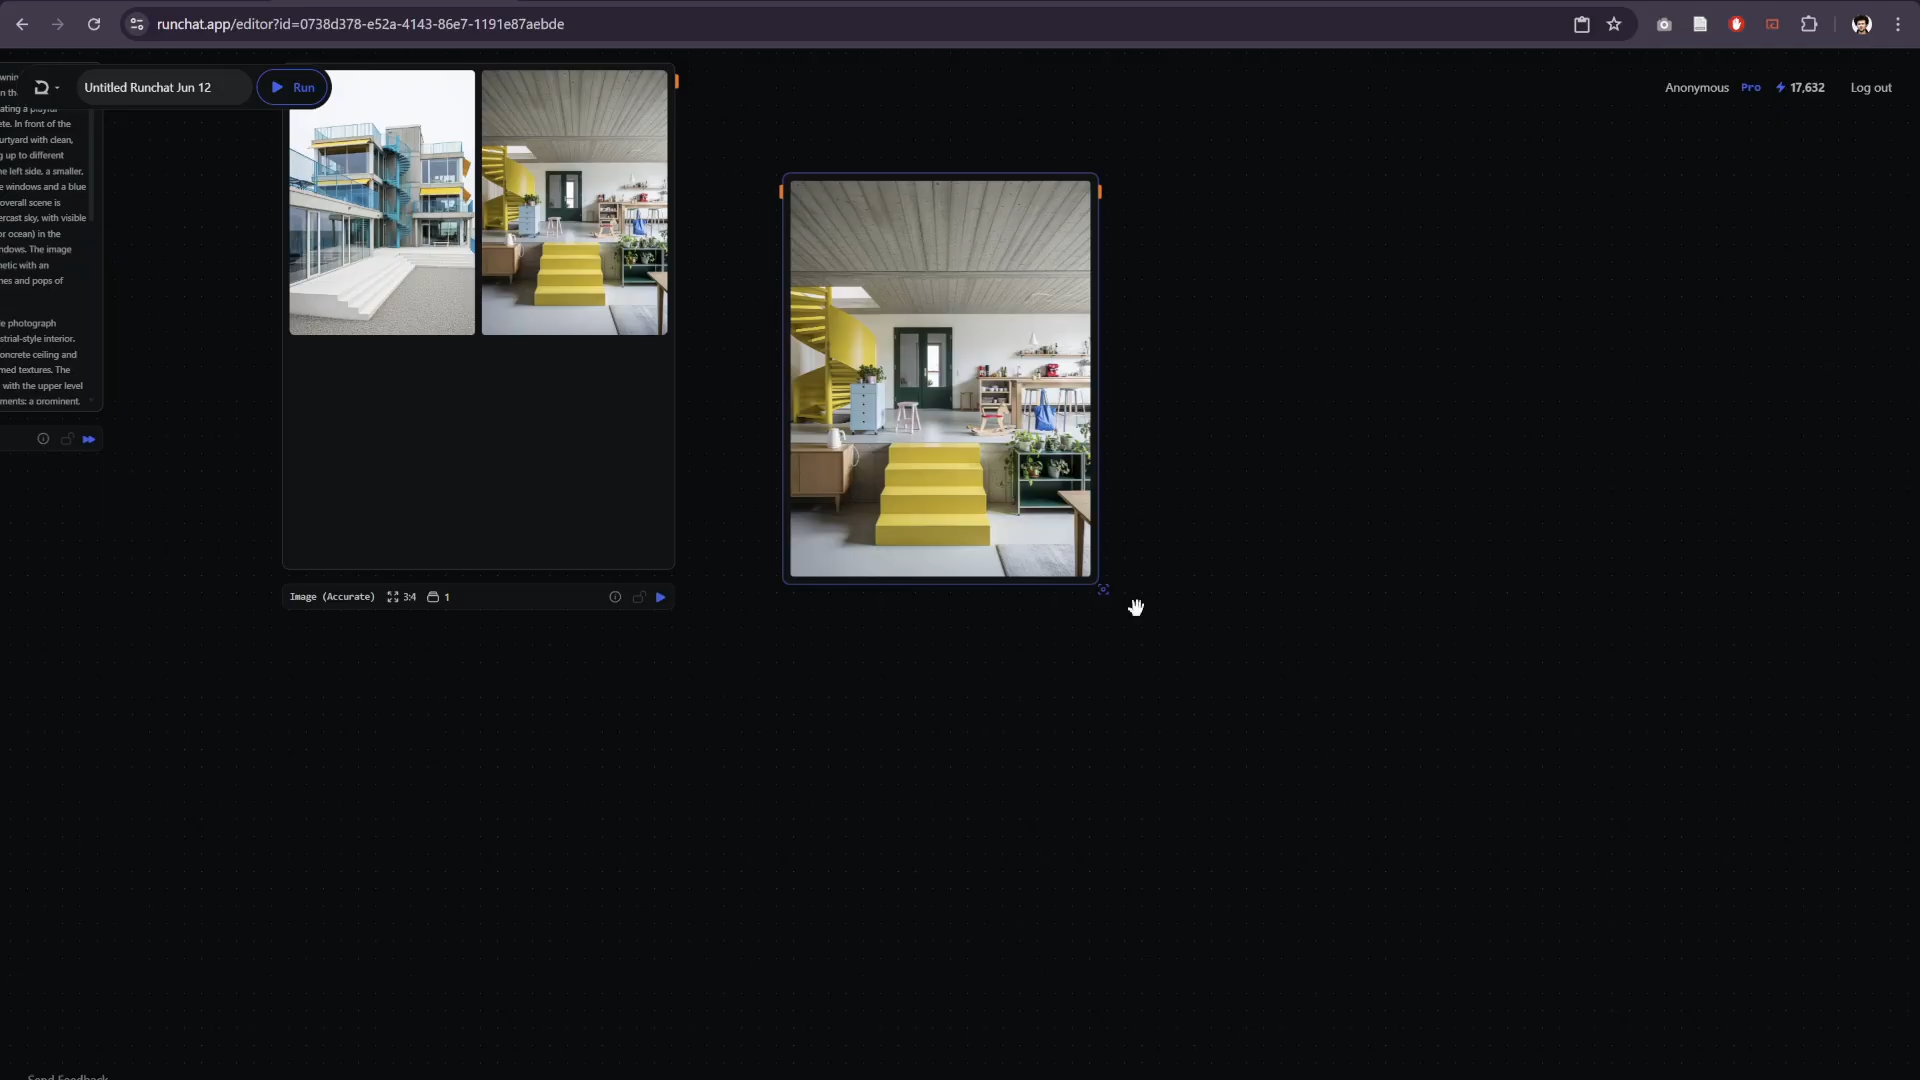 runchat.app/editor?id=0738d378-e52a-4143-86e7-1191e87aebde
Untitled Runchat Jun 12
Run
Anonymous
Pro
17,632
Log out
ating a playful
ete. In front of the
urtyard with clean,
g up to different
ne left side, a smaller,
e windows and a blue
overall scene is
ercast sky, with visible
or ocean) in the
ndows. The image
netic with an
nes and pops of
e photograph
strial-style interior.
oncrete ceiling and
med textures. The
with the upper level
ments: a prominent,
Image (Accurate)
3:4
1
Send Feedback